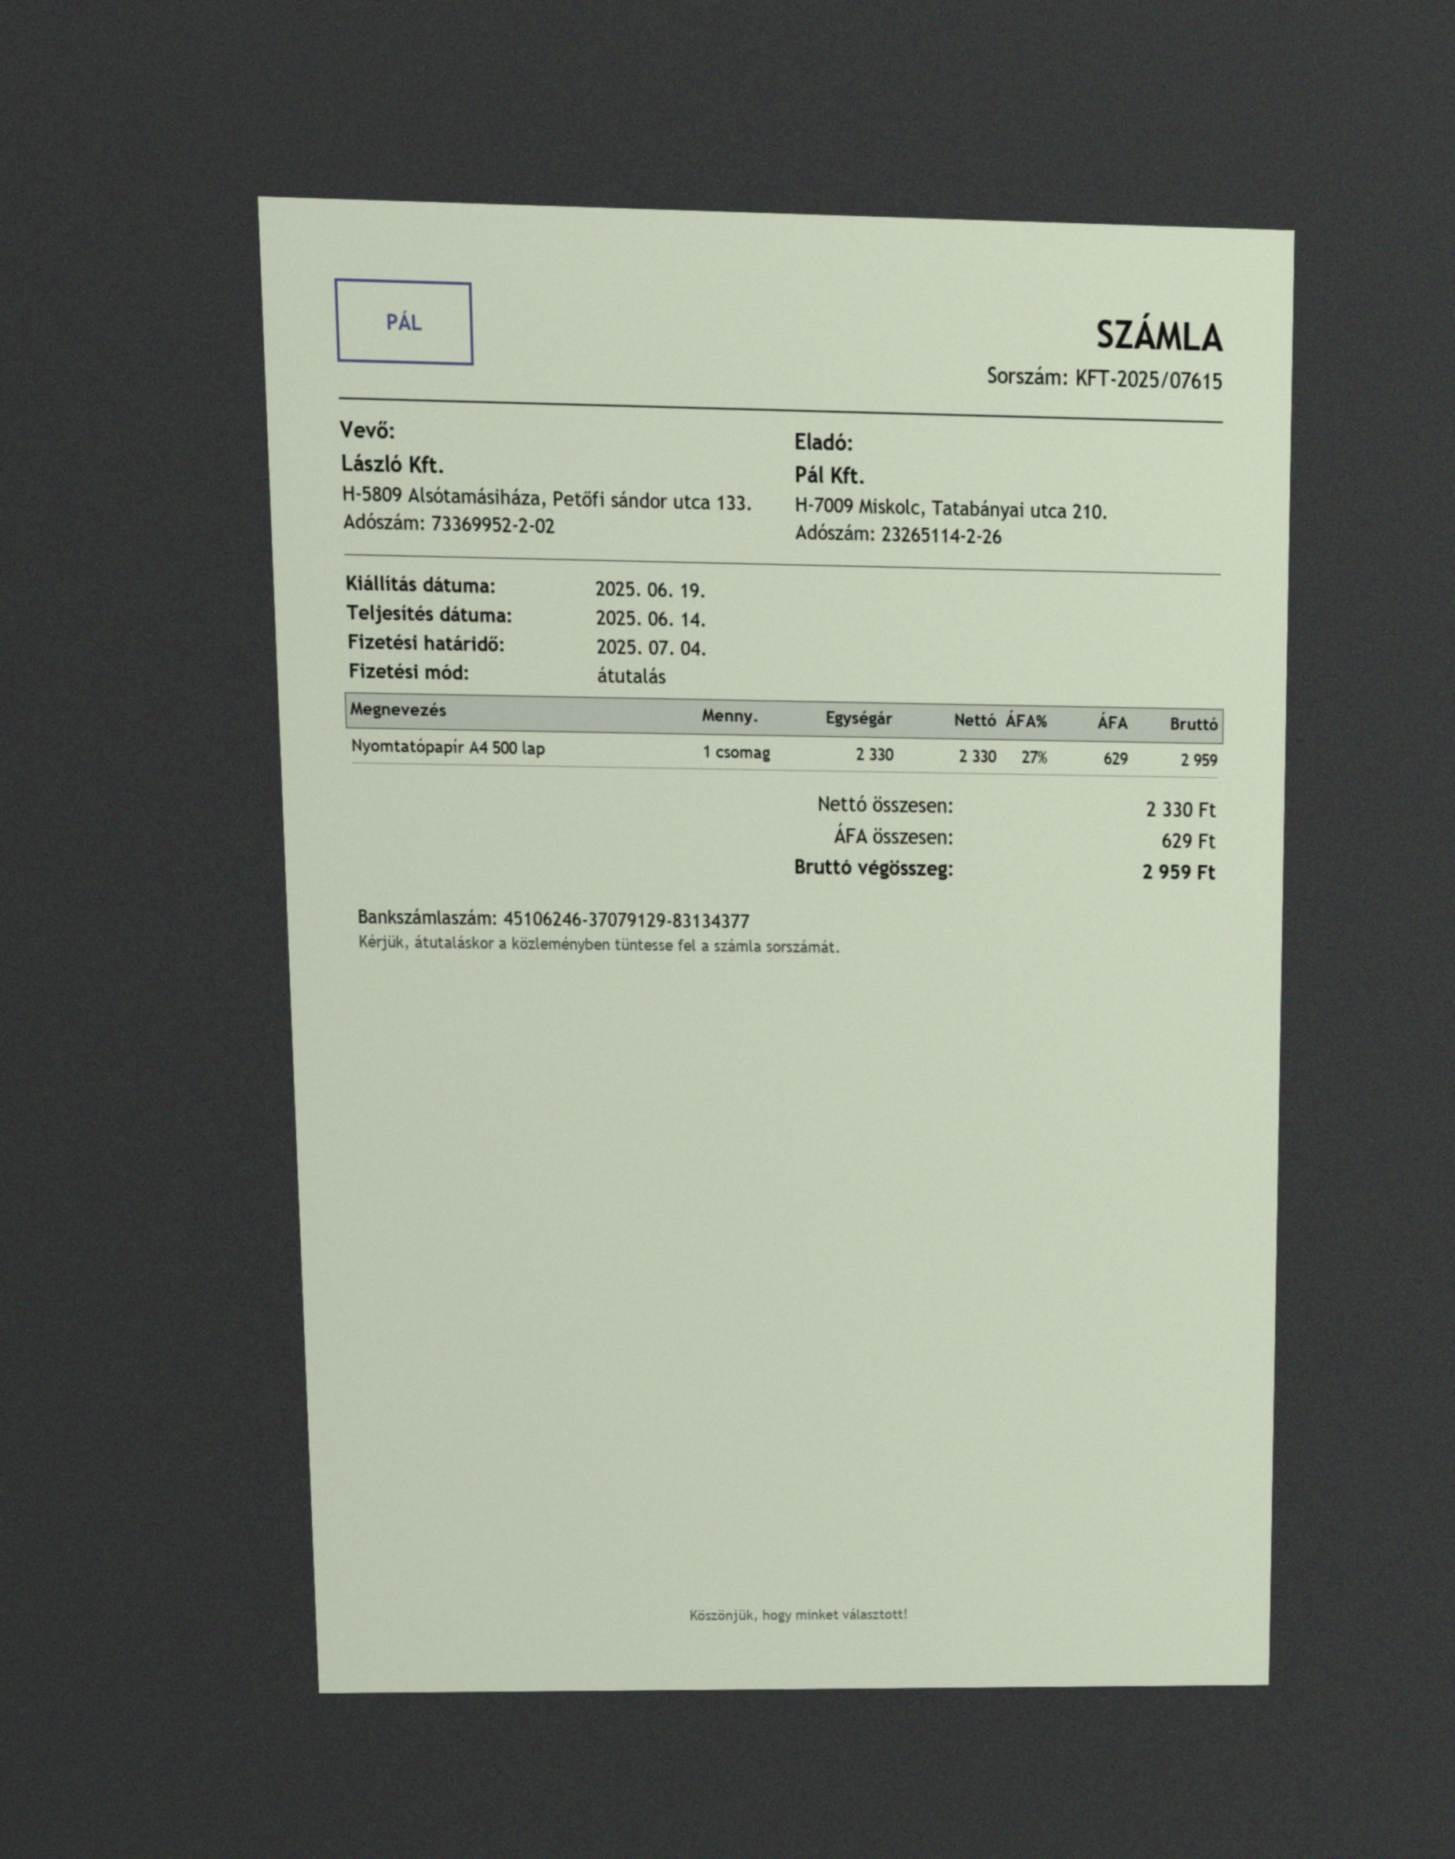 PÁL
SZÁMLA
Sorszám: KFT-2025/07615
Vevő:
László Kft.
H-5809 Alsótamásiháza, Petőfi sándor utca 133.
Adószám: 73369952-2-02
Eladó:
Pál Kft.
H-7009 Miskolc, Tatabányai utca 210.
Adószám: 23265114-2-26
Kiállítás dátuma: 2025. 06. 19.
Teljesítés dátuma: 2025. 06. 14.
Fizetési határidő: 2025. 07. 04.
Fizetési mód: átutalás
Megnevezés Menny. Egységár Nettó ÁFA% ÁFA Bruttó
Nyomtatópapír A4 500 lap 1 csomag 2 330 2 330 27% 629 2 959
Nettó összesen: 2 330 Ft
ÁFA összesen: 629 Ft
Bruttó végösszeg: 2 959 Ft
Bankszámlaszám: 45106246-37079129-83134377
Kérjük, átutaláskor a közleményben tüntesse fel a számla sorszámát.
Köszönjük, hogy minket választott!